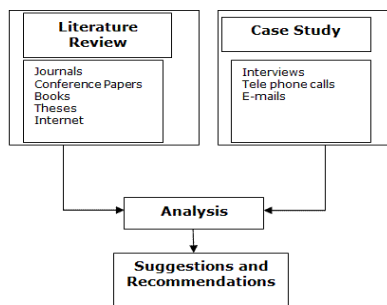 Literature
Review
Journals
Conference Papers
Books
Theses
Internet
Case Study
Interviews
Tele phone calls
E-mails
Analysis
Suggestions and
Recommendations